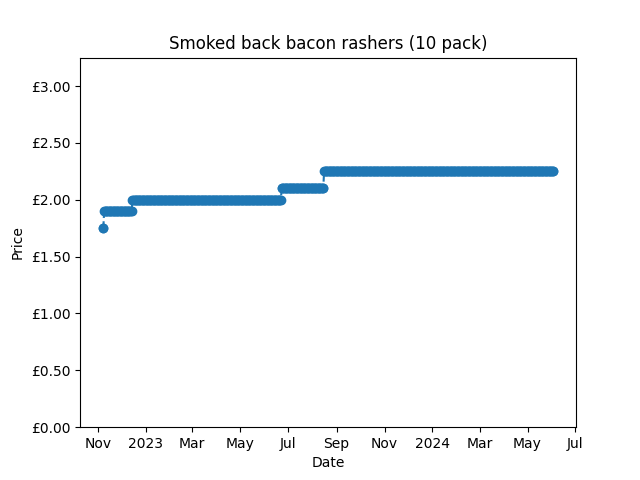 Smoked back bacon rashers (10 pack)
£3.00
£2.50
£2.00
£1.50
£1.00
£0.50
£0.00
Price
Nov 2023 Mar May Jul Sep Nov 2024 Mar May Jul
Date